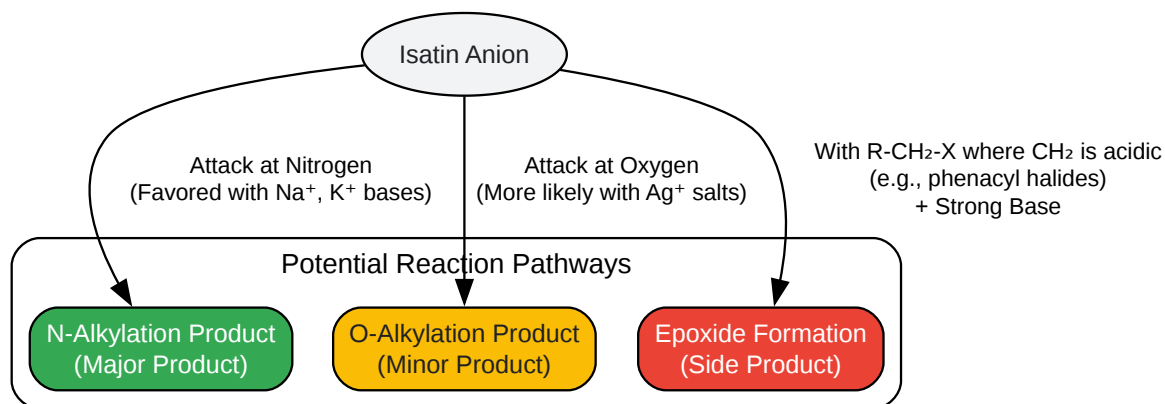 Isatin Anion
Attack at Nitrogen
(Favored with Na⁺, K⁺ bases)
Attack at Oxygen
(More likely with Ag⁺ salts)
With R-CH₂-X where CH₂ is acidic
(e.g., phenacyl halides)
+ Strong Base
Potential Reaction Pathways
N-Alkylation Product
(Major Product)
O-Alkylation Product
(Minor Product)
Epoxide Formation
(Side Product)